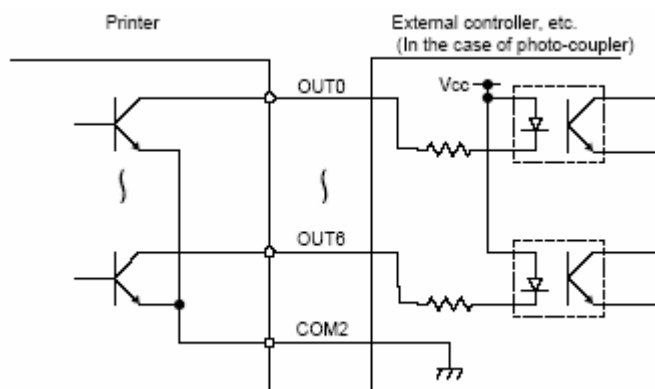 Printer
External controller, etc.
(In the case of photo-coupler)
OUT0
Vcc
OUT6
COM2